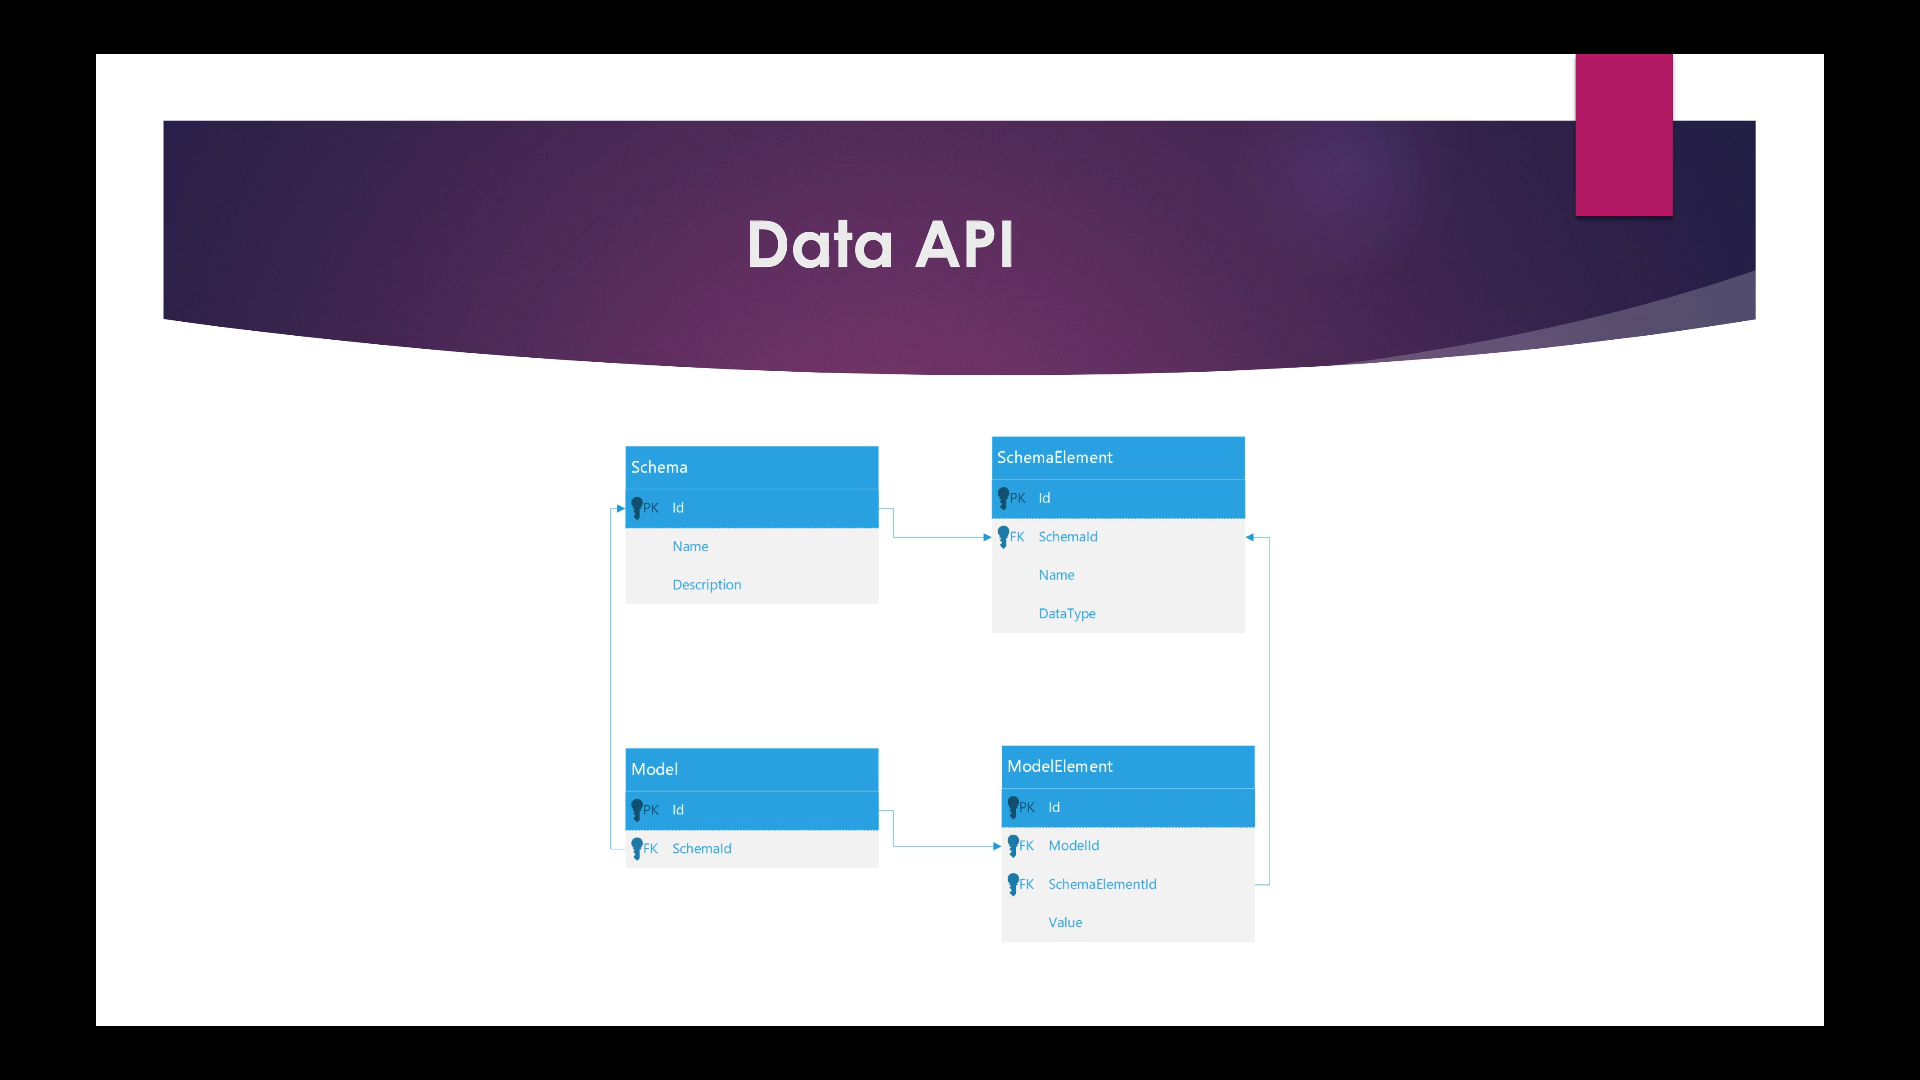 Data API
Schema
PK Id
Name
Description
SchemaElement
PK Id
FK SchemaId
Name
DataType
Model
PK Id
FK SchemaId
ModelElement
PK Id
FK ModelId
FK SchemaElementId
Value